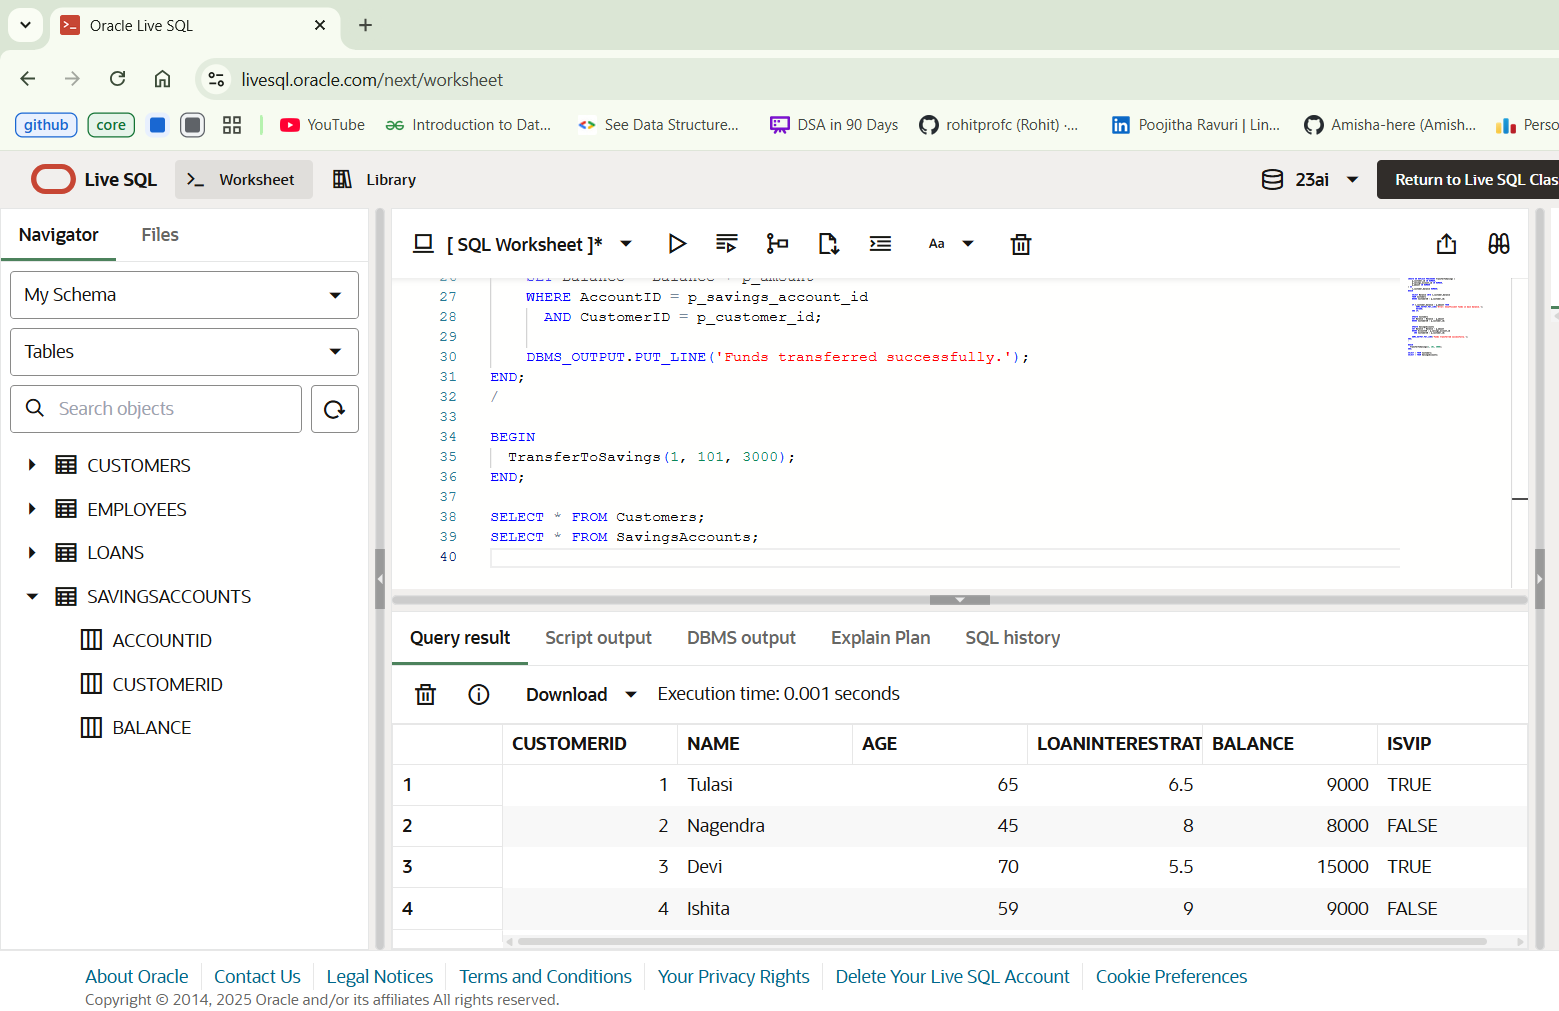 Oracle Live SQL
livesql.oracle.com/next/worksheet
github core YouTube Introduction to Dat... See Data Structure... DSA in 90 Days rohitprofc (Rohit) ·... Poojitha Ravuri | Lin... Amisha-here (Amish... Perso
Live SQL >_ Worksheet Library 23ai Return to Live SQL Clas
Navigator Files
[ SQL Worksheet ]* Aa
My Schema
Tables
Search objects
CUSTOMERS
EMPLOYEES
LOANS
SAVINGSACCOUNTS
ACCOUNTID
CUSTOMERID
BALANCE
27 WHERE AccountID = p_savings_account_id
28 AND CustomerID = p_customer_id;
29
30 DBMS_OUTPUT.PUT_LINE('Funds transferred successfully.');
31 END;
32 /
33
34 BEGIN
35 TransferToSavings(1, 101, 3000);
36 END;
37
38 SELECT * FROM Customers;
39 SELECT * FROM SavingsAccounts;
40
Query result Script output DBMS output Explain Plan SQL history
Download Execution time: 0.001 seconds
CUSTOMERID NAME AGE LOANINTERESTRAT BALANCE ISVIP
1 1 Tulasi 65 6.5 9000 TRUE
2 2 Nagendra 45 8 8000 FALSE
3 3 Devi 70 5.5 15000 TRUE
4 4 Ishita 59 9 9000 FALSE
About Oracle Contact Us Legal Notices Terms and Conditions Your Privacy Rights Delete Your Live SQL Account Cookie Preferences
Copyright © 2014, 2025 Oracle and/or its affiliates All rights reserved.